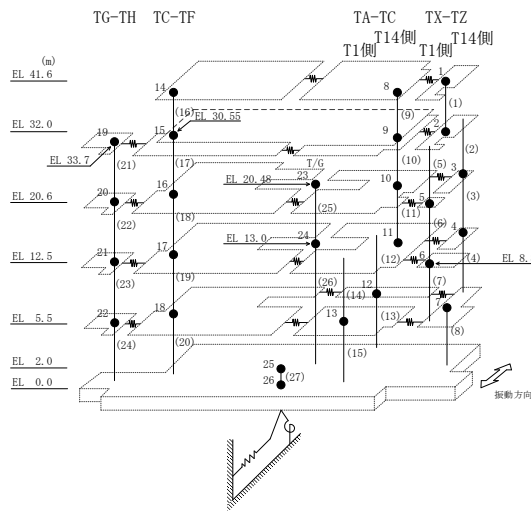 TG-TH
TC-TF
TA-TC
TX-TZ
T14側
T14側
T1側
T1側
(m)
EL 41.6
14
8
1
(16)
EL 30.55
(9)
(1)
EL 32.0
19
15
9
2
(2)
EL 33.7
(21)
(17)
(10)
T/G
3
20
16
EL 20.48
23
10
(5)
(3)
EL 20.6
5
(22)
(18)
(25)
(11)
(6)
24
11
4
EL 13.0
21
17
6
(4)
EL 12.5
(12)
EL 8.
(23)
(19)
(26)
12
(7)
(14)
7
22
18
13
(13)
EL 5.5
(24)
(20)
(15)
(8)
EL 2.0
25
EL 0.0
26
(27)
振動方向